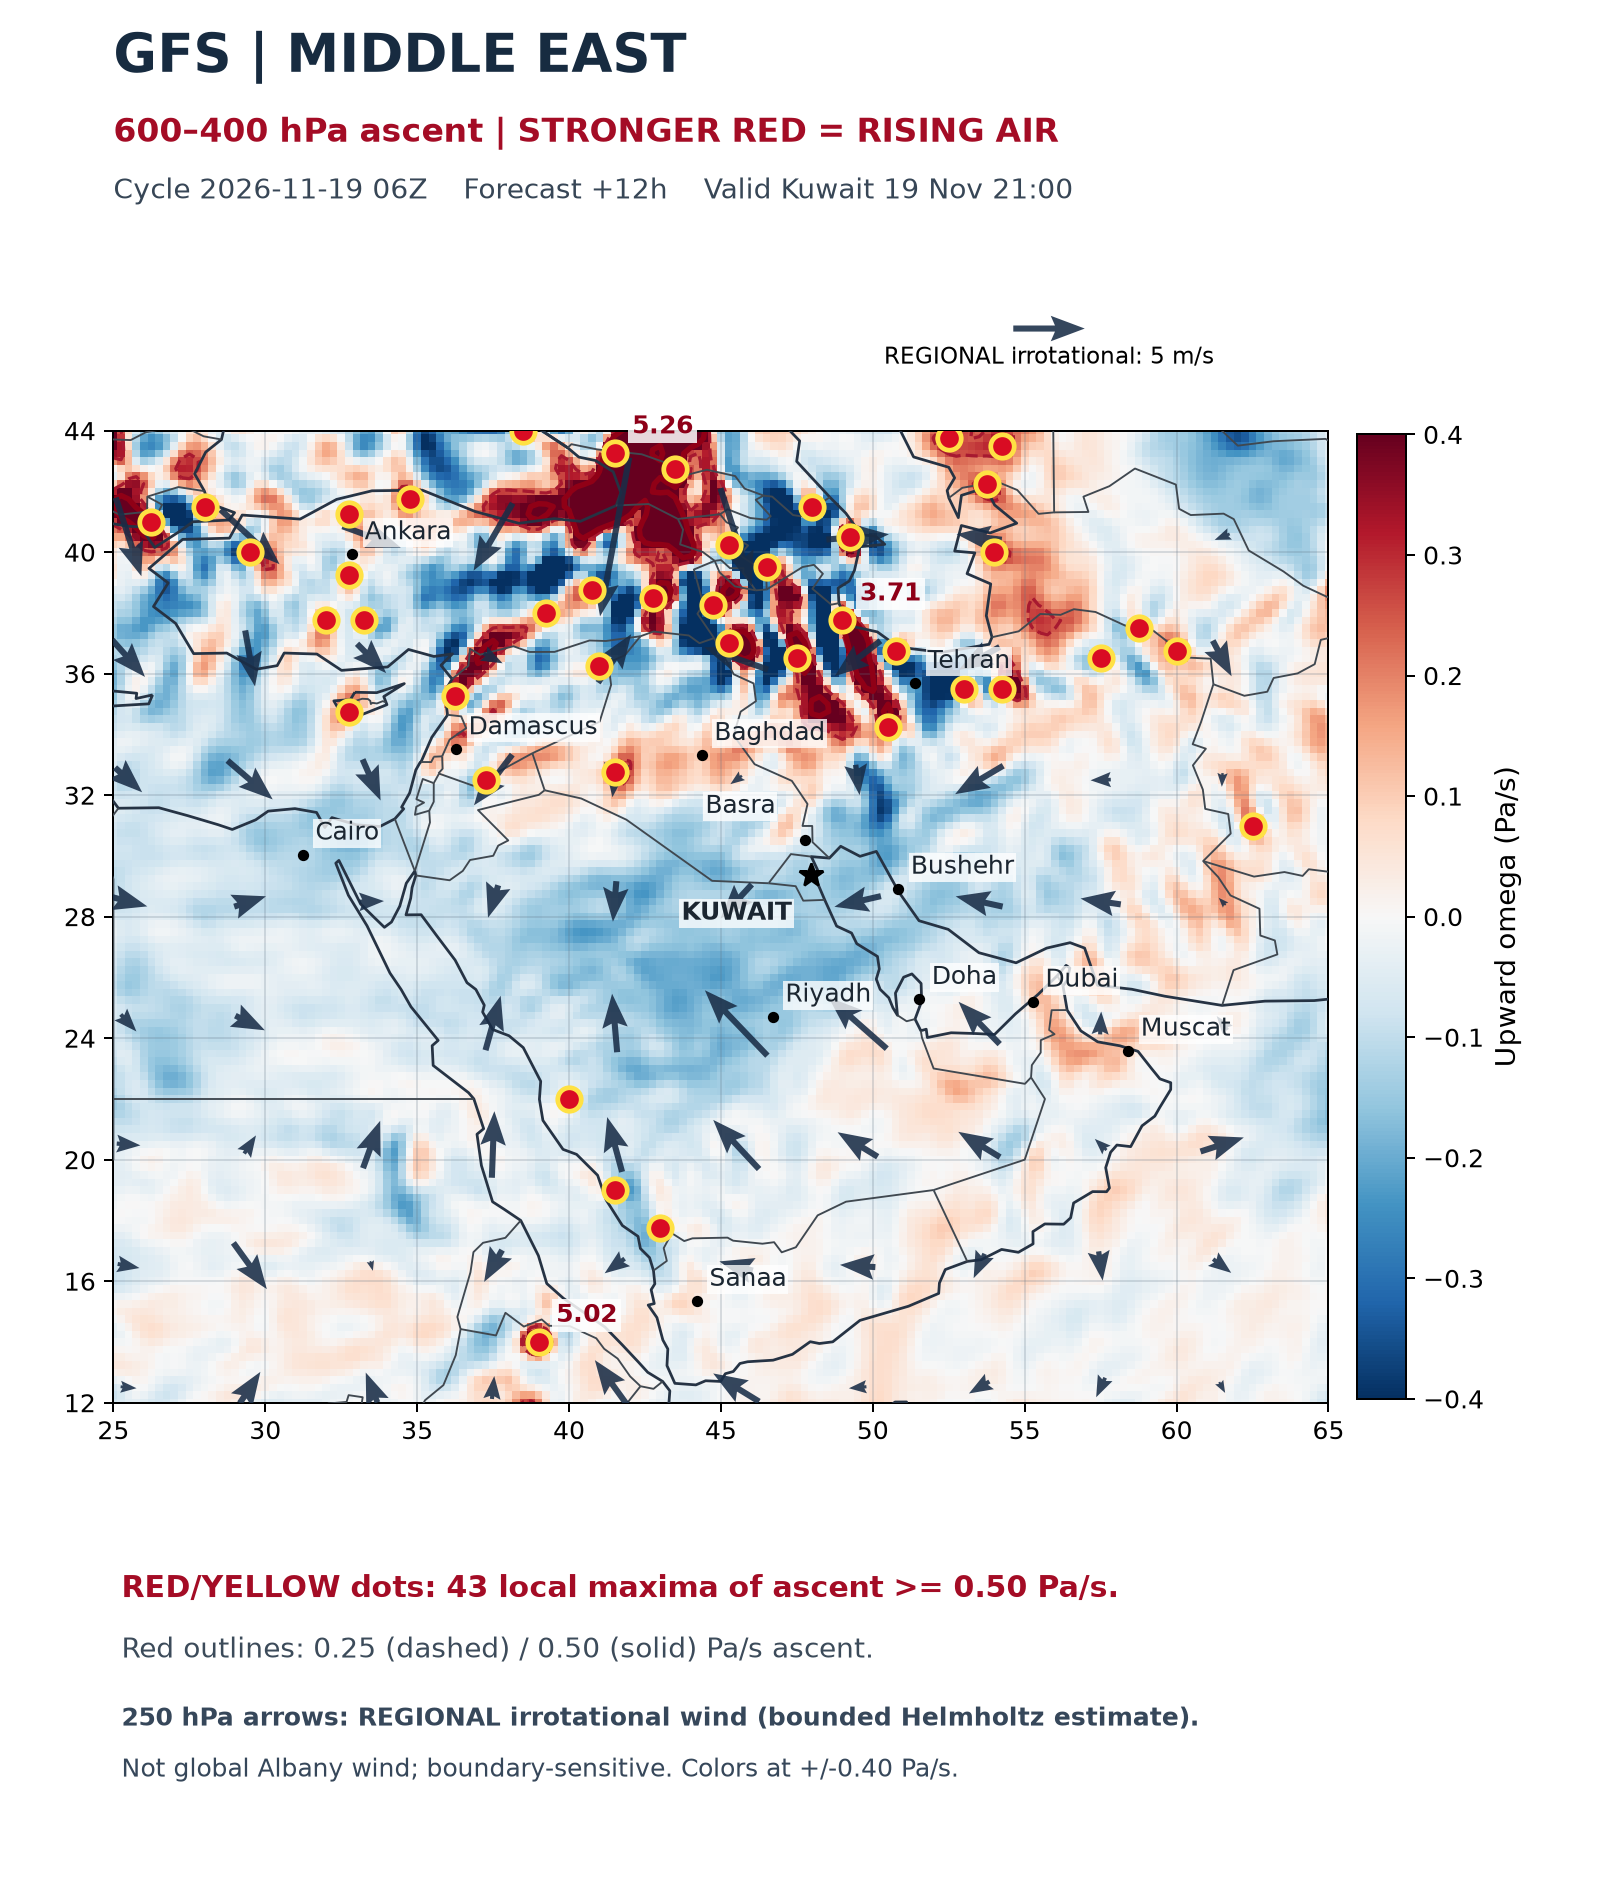 GFS | MIDDLE EAST
600–400 hPa ascent | STRONGER RED = RISING AIR
Cycle 2026-11-19 06Z Forecast +12h Valid Kuwait 19 Nov 21:00
REGIONAL irrotational: 5 m/s
5.26
3.71
5.02
Ankara
Tehran
Damascus
Baghdad
Basra
Cairo
Bushehr
KUWAIT
Doha
Dubai
Riyadh
Muscat
Sanaa
44
40
36
32
28
24
20
16
12
25 30 35 40 45 50 55 60 65
0.4
0.3
0.2
0.1
0.0
−0.1
−0.2
−0.3
−0.4
Upward omega (Pa/s)
RED/YELLOW dots: 43 local maxima of ascent >= 0.50 Pa/s.
Red outlines: 0.25 (dashed) / 0.50 (solid) Pa/s ascent.
250 hPa arrows: REGIONAL irrotational wind (bounded Helmholtz estimate).
Not global Albany wind; boundary-sensitive. Colors at +/-0.40 Pa/s.